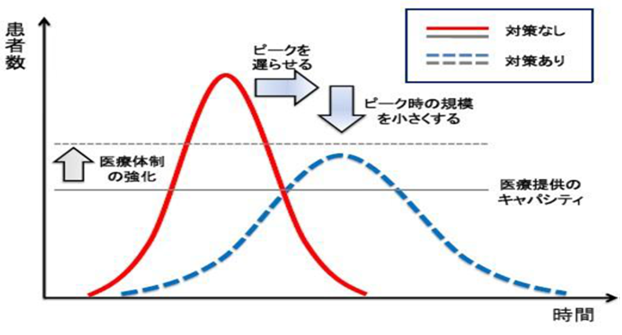 患者数
ピークを
遅らせる
対策なし
対策あり
ピーク時の規模
を小さくする
医療体制
の強化
医療提供の
キャパシティ
時間